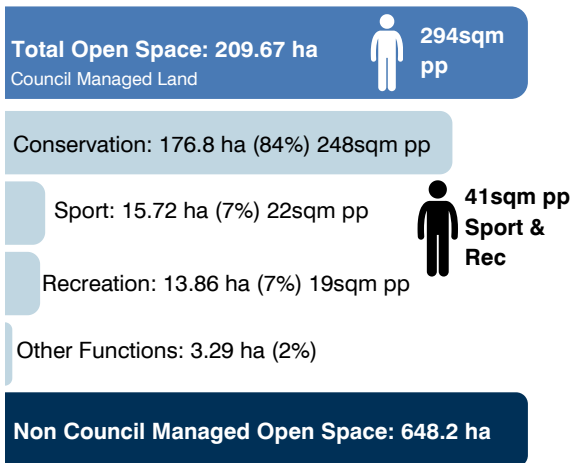 Total Open Space: 209.67 ha
Council Managed Land
294sqm
pp
Conservation: 176.8 ha (84%) 248sqm pp
Sport: 15.72 ha (7%) 22sqm pp
41sqm pp
Sport &
Rec
Recreation: 13.86 ha (7%) 19sqm pp
Other Functions: 3.29 ha (2%)
Non Council Managed Open Space: 648.2 ha